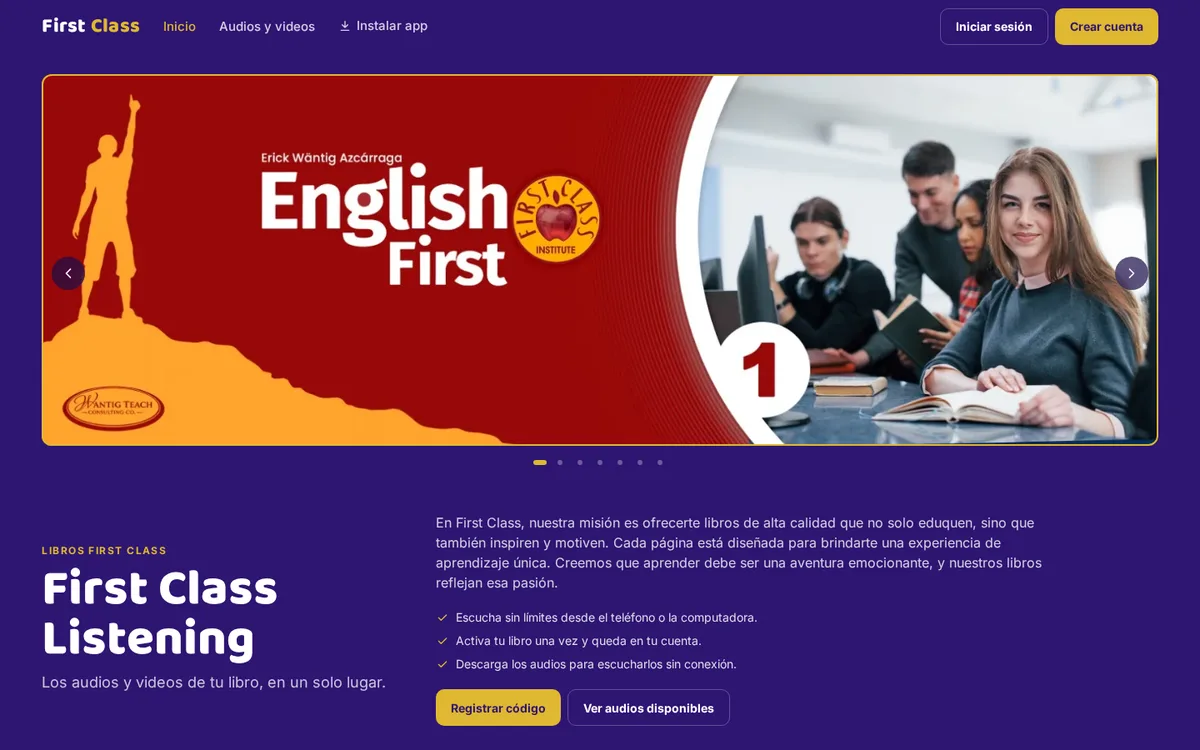 First Class
Inicio
Audios y videos
Instalar app
Iniciar sesión
Crear cuenta
Erick Wäntig Azcárraga
English
First
FIRST CLASS
INSTITUTE
1
WANTIG TEACH
CONSULTING CO.
LIBROS FIRST CLASS
First Class
Listening
Los audios y videos de tu libro, en un solo lugar.
En First Class, nuestra misión es ofrecerte libros de alta calidad que no solo eduquen, sino que
también inspiren y motiven. Cada página está diseñada para brindarte una experiencia de
aprendizaje única. Creemos que aprender debe ser una aventura emocionante, y nuestros libros
reflejan esa pasión.
Escucha sin límites desde el teléfono o la computadora.
Activa tu libro una vez y queda en tu cuenta.
Descarga los audios para escucharlos sin conexión.
Registrar código
Ver audios disponibles